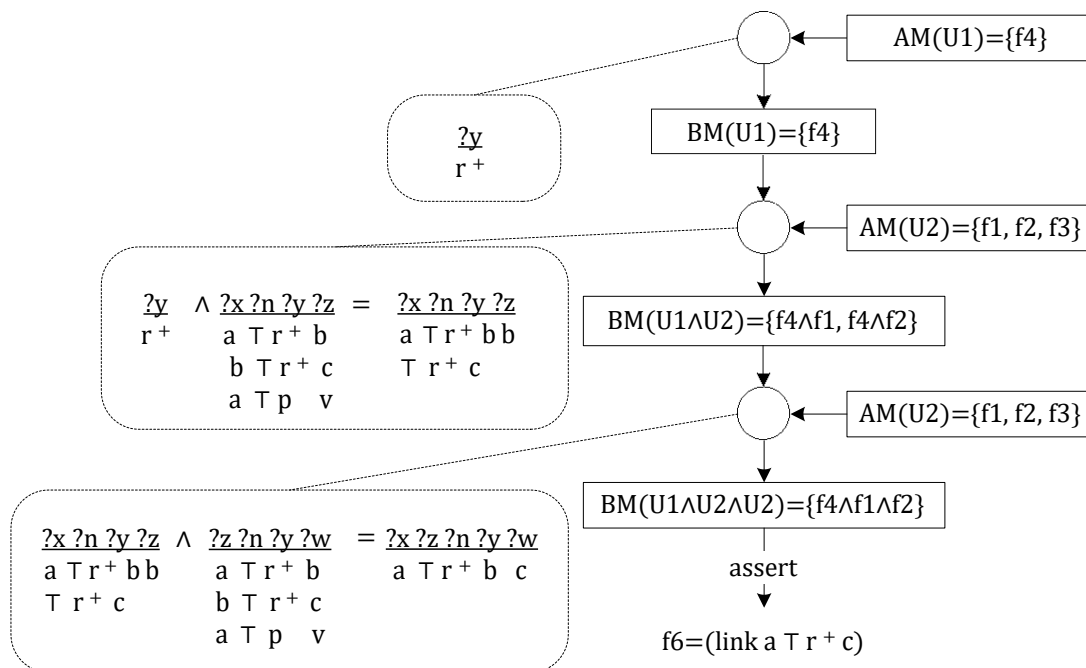 AM(U1)={f4}
?y
r +
BM(U1)={f4}
AM(U2)={f1, f2, f3}
?y ∧ ?x ?n ?y ?z = ?x ?n ?y ?z
r + a ⊤ r + b a ⊤ r + b b
b ⊤ r + c ⊤ r + c
a ⊤ p v
BM(U1∧U2)={f4∧f1, f4∧f2}
AM(U2)={f1, f2, f3}
BM(U1∧U2∧U2)={f4∧f1∧f2}
?x ?n ?y ?z ∧ ?z ?n ?y ?w = ?x ?z ?n ?y ?w
a ⊤ r + b b a ⊤ r + b a ⊤ r + b c
⊤ r + c b ⊤ r + c
a ⊤ p v
assert
f6=(link a ⊤ r + c)